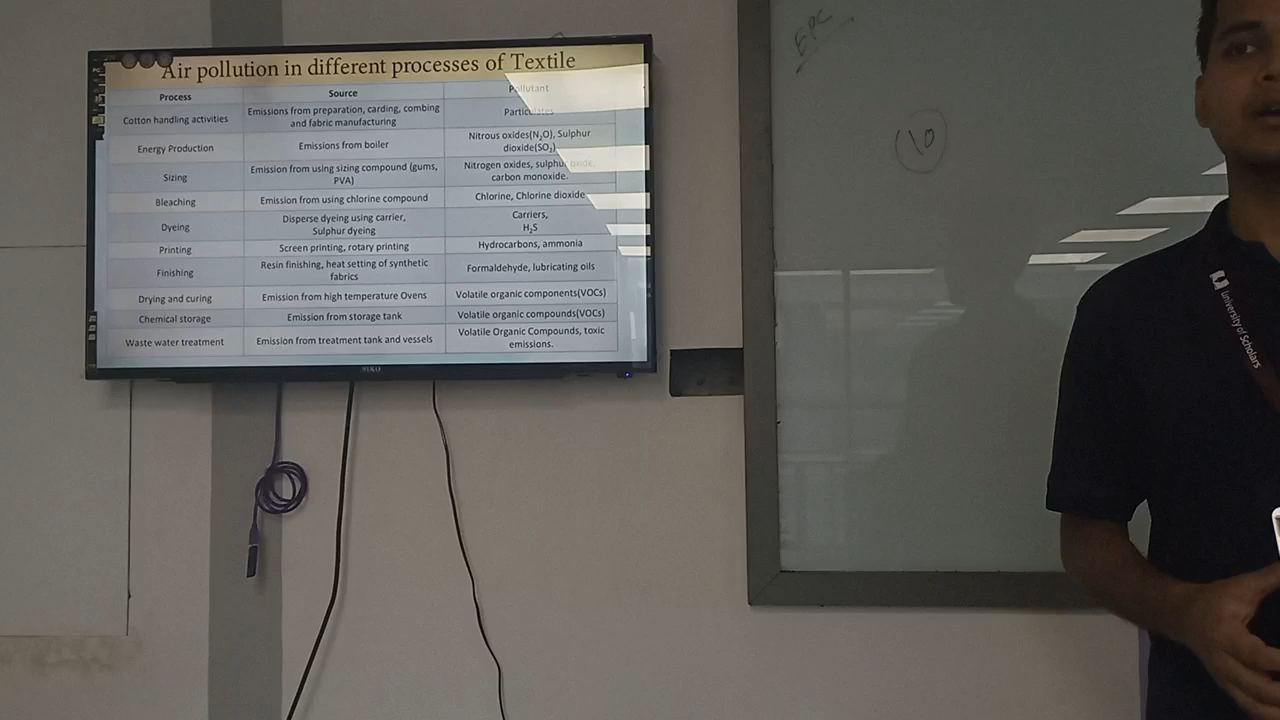 Air pollution in different processes of Textile
Process Source Pollutant
Cotton handling activities Emissions from preparation, carding, combing and fabric manufacturing Particulates
Energy Production Emissions from boiler Nitrous oxides(N₂O), Sulphur dioxide(SO₂)
Sizing Emission from using sizing compound (gums, PVA) Nitrogen oxides, sulphur oxide, carbon monoxide.
Bleaching Emission from using chlorine compound Chlorine, Chlorine dioxide
Dyeing Disperse dyeing using carrier, Sulphur dyeing Carriers, H₂S
Printing Screen printing, rotary printing Hydrocarbons, ammonia
Finishing Resin finishing, heat setting of synthetic fabrics Formaldehyde, lubricating oils
Drying and curing Emission from high temperature Ovens Volatile organic components(VOCs)
Chemical storage Emission from storage tank Volatile organic compounds(VOCs)
Waste water treatment Emission from treatment tank and vessels Volatile Organic Compounds, toxic emissions.
EPC
10
University of Scholars